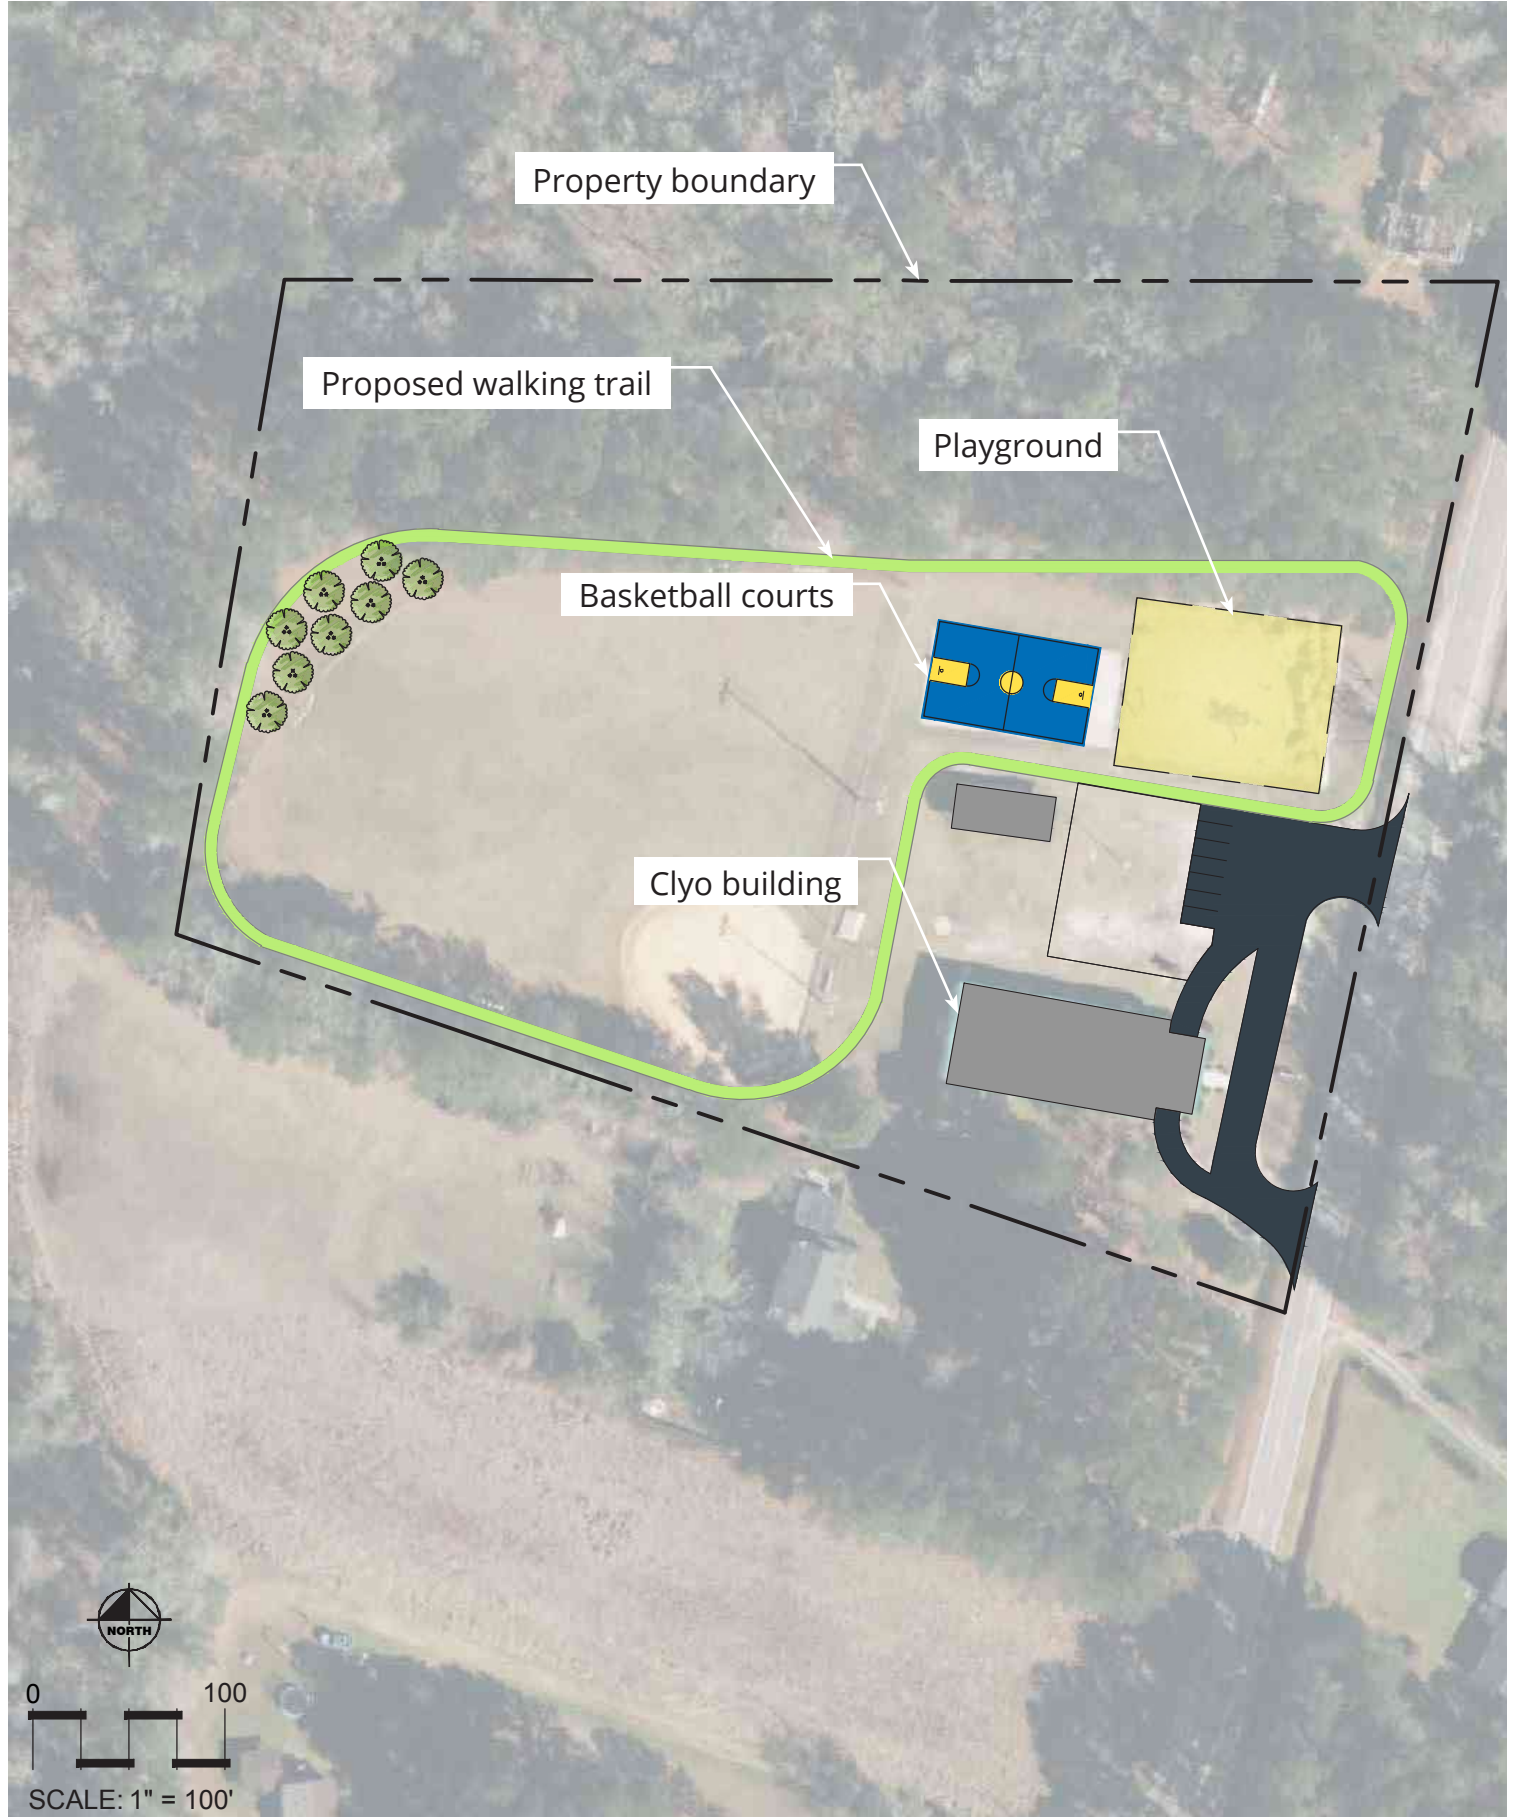 Property boundary
Proposed walking trail
Playground
Basketball courts
Clyo building
NORTH
0 100
SCALE: 1" = 100'